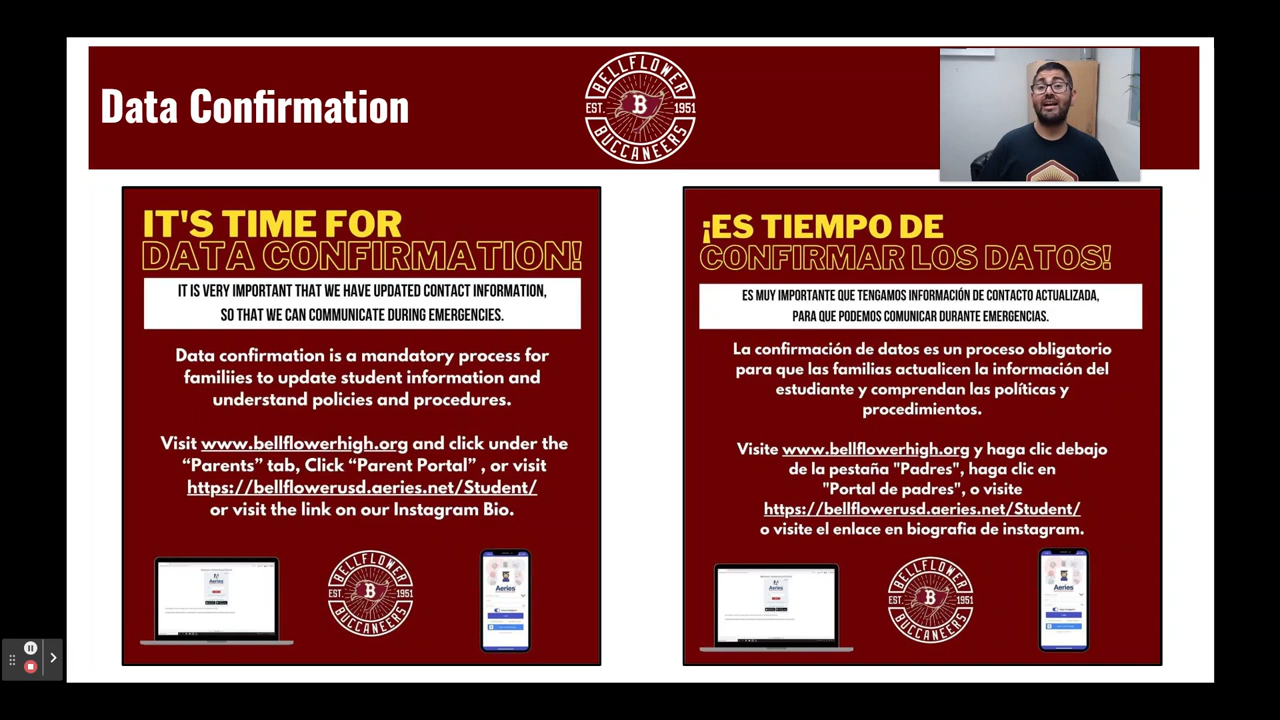 Data Confirmation
BELLFLOWER
EST. 1951
B
BUCCANEERS
IT'S TIME FOR
DATA CONFIRMATION!
IT IS VERY IMPORTANT THAT WE HAVE UPDATED CONTACT INFORMATION,
SO THAT WE CAN COMMUNICATE DURING EMERGENCIES.
Data confirmation is a mandatory process for
familiies to update student information and
understand policies and procedures.
Visit www.bellflowerhigh.org and click under the
“Parents” tab, Click “Parent Portal” , or visit
https://bellflowerusd.aeries.net/Student/
or visit the link on our Instagram Bio.
Aeries
BELLFLOWER
EST. 1951
B
BUCCANEERS
Aeries
¡ES TIEMPO DE
CONFIRMAR LOS DATOS!
ES MUY IMPORTANTE QUE TENGAMOS INFORMACIÓN DE CONTACTO ACTUALIZADA,
PARA QUE PODEMOS COMUNICAR DURANTE EMERGENCIAS.
La confirmación de datos es un proceso obligatorio
para que las familias actualicen la información del
estudiante y comprendan las políticas y
procedimientos.
Visite www.bellflowerhigh.org y haga clic debajo
de la pestaña "Padres", haga clic en
"Portal de padres", o visite
https://bellflowerusd.aeries.net/Student/
o visite el enlace en biografia de instagram.
Aeries
BELLFLOWER
EST. 1951
B
BUCCANEERS
Aeries